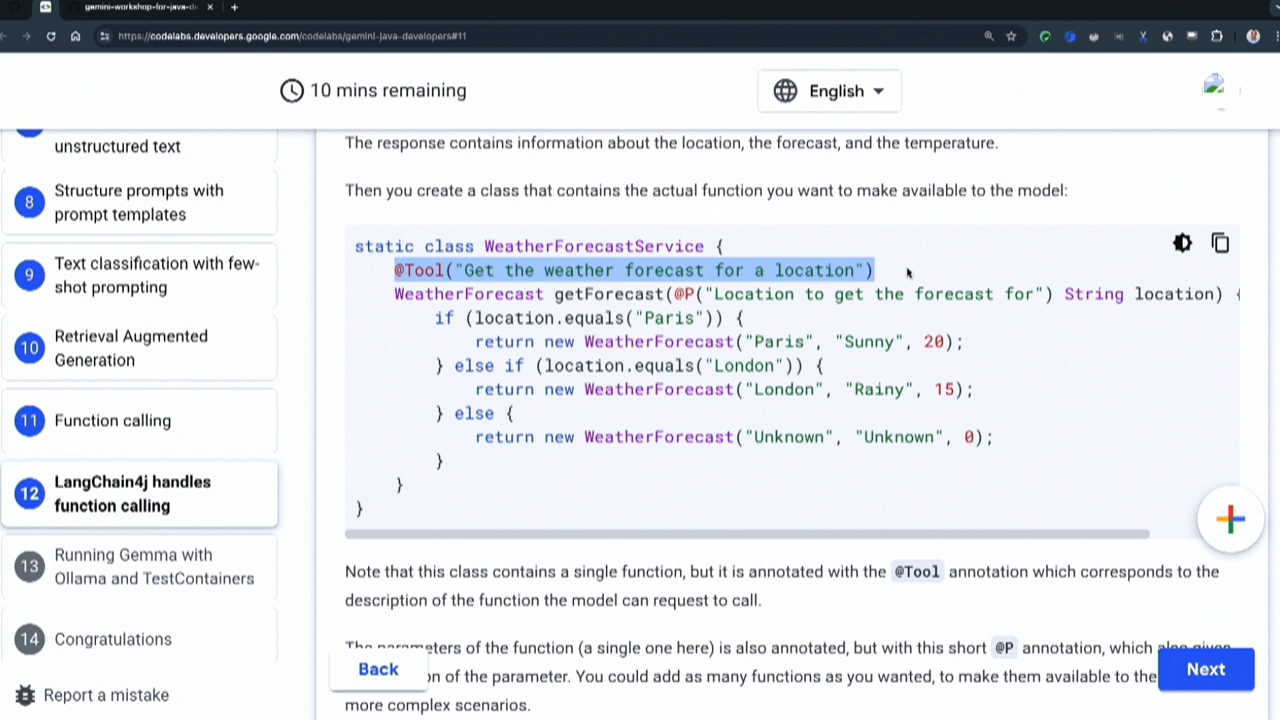 gemini-workshop-for-java-de
https://codelabs.developers.google.com/codelabs/gemini-java-developers#11
10 mins remaining
English
unstructured text
8
Structure prompts with
prompt templates
9
Text classification with few-
shot prompting
10
Retrieval Augmented
Generation
11
Function calling
12
LangChain4j handles
function calling
13
Running Gemma with
Ollama and TestContainers
14
Congratulations
Report a mistake
The response contains information about the location, the forecast, and the temperature.
Then you create a class that contains the actual function you want to make available to the model:
static class WeatherForecastService {
@Tool("Get the weather forecast for a location")
WeatherForecast getForecast(@P("Location to get the forecast for") String location) {
if (location.equals("Paris")) {
return new WeatherForecast("Paris", "Sunny", 20);
} else if (location.equals("London")) {
return new WeatherForecast("London", "Rainy", 15);
} else {
return new WeatherForecast("Unknown", "Unknown", 0);
}
}
}
Note that this class contains a single function, but it is annotated with the @Tool annotation which corresponds to the
description of the function the model can request to call.
The parameters of the function (a single one here) is also annotated, but with this short @P annotation, which also gives
on of the parameter. You could add as many functions as you wanted, to make them available to the
more complex scenarios.
Back
Next